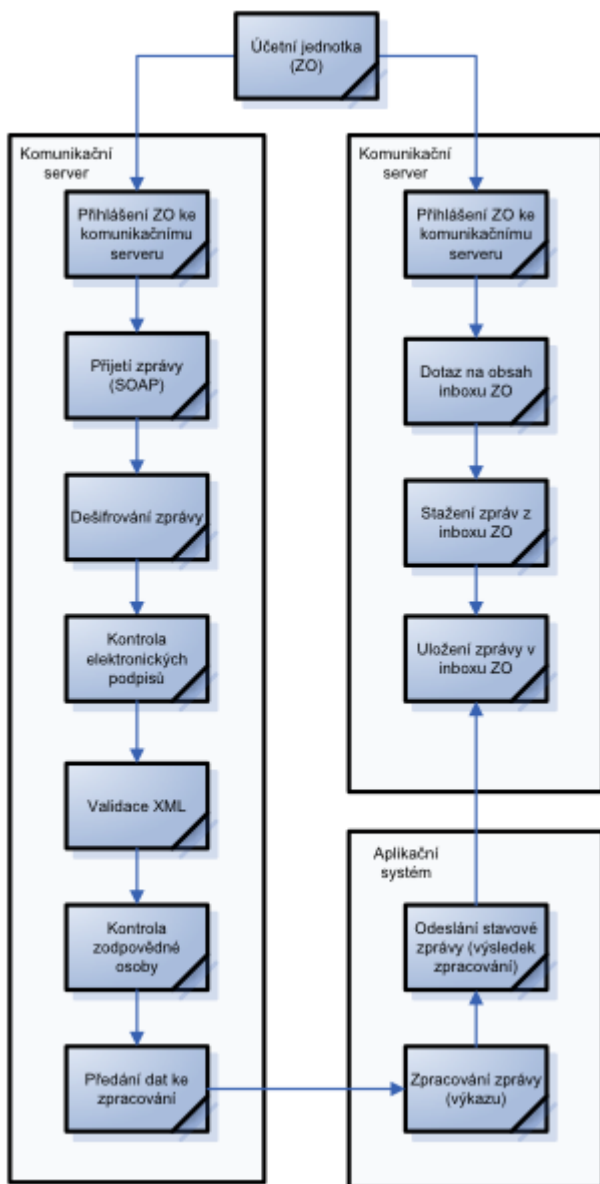 Účetní jednotka
(ZO)
Komunikační
server
Přihlášení ZO ke
komunikačnímu
serveru
Přijetí zprávy
(SOAP)
Dešifrování zprávy
Kontrola
elektronických
podpisů
Validace XML
Kontrola
zodpovědné
osoby
Předání dat ke
zpracování
Komunikační
server
Přihlášení ZO ke
komunikačnímu
serveru
Dotaz na obsah
inboxu ZO
Stažení zpráv z
inboxu ZO
Uložení zprávy v
inboxu ZO
Aplikační
systém
Odeslání stavové
zprávy (výsledek
zpracování)
Zpracování zprávy
(výkazu)